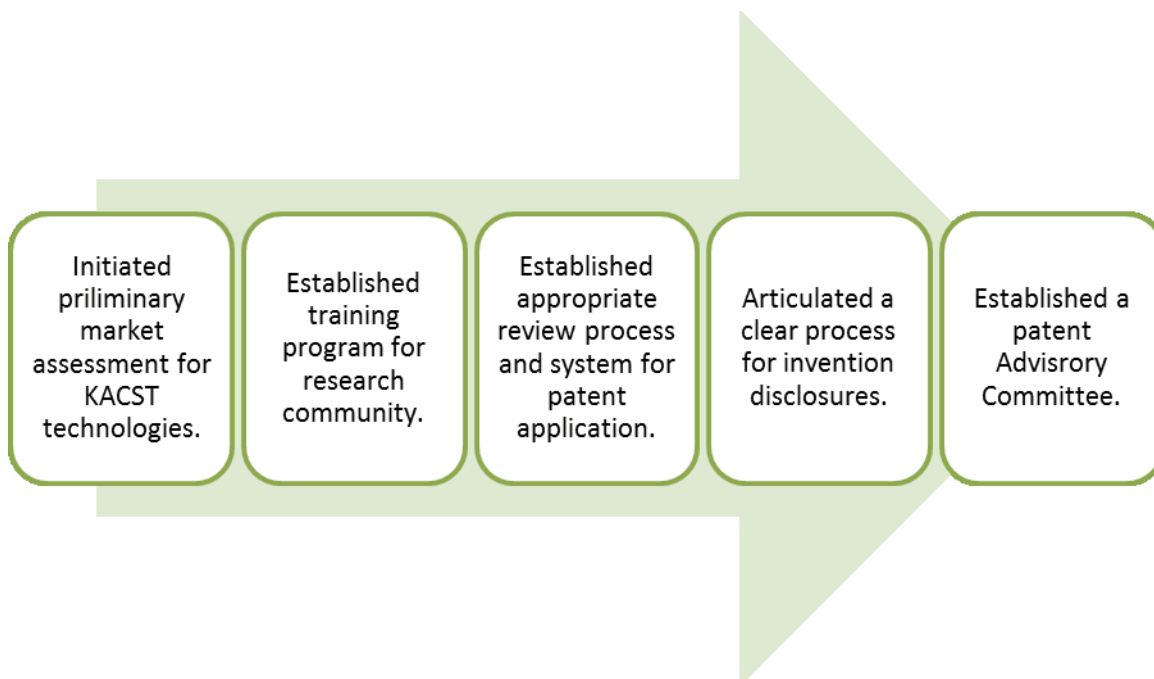 Initiated
priliminary
market
assessment for
KACST
technologies.
Established
training
program for
research
community.
Established
appropriate
review process
and system for
patent
application.
Articulated a
clear process
for invention
disclosures.
Established a
patent
Advisrory
Committee.